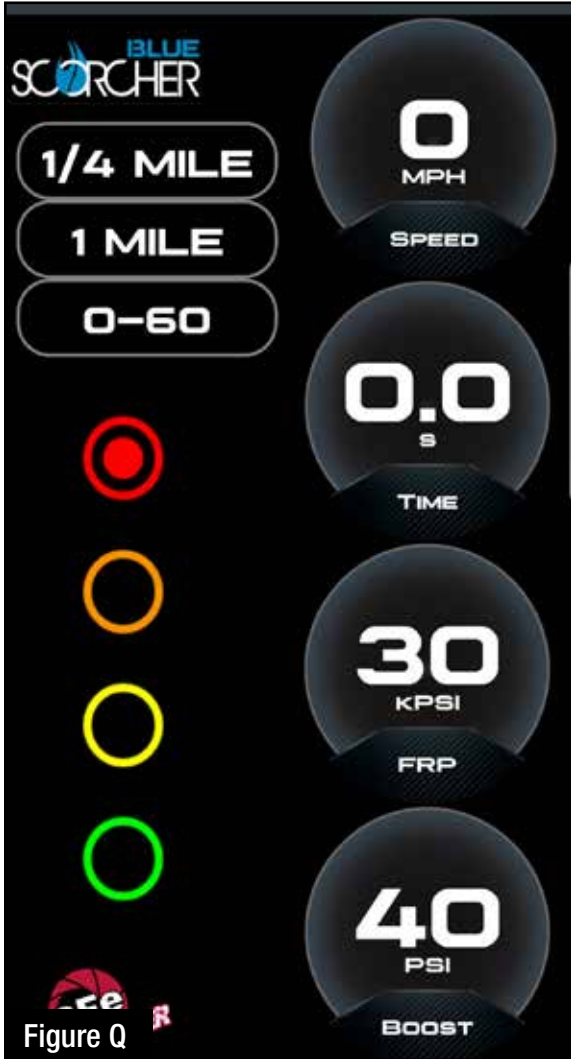 BLUE
SCORCHER
1/4 MILE
1 MILE
0-60
0
MPH
SPEED
0.0
S
TIME
30
KPSI
FRP
40
PSI
BOOST
aFe
R
Figure Q